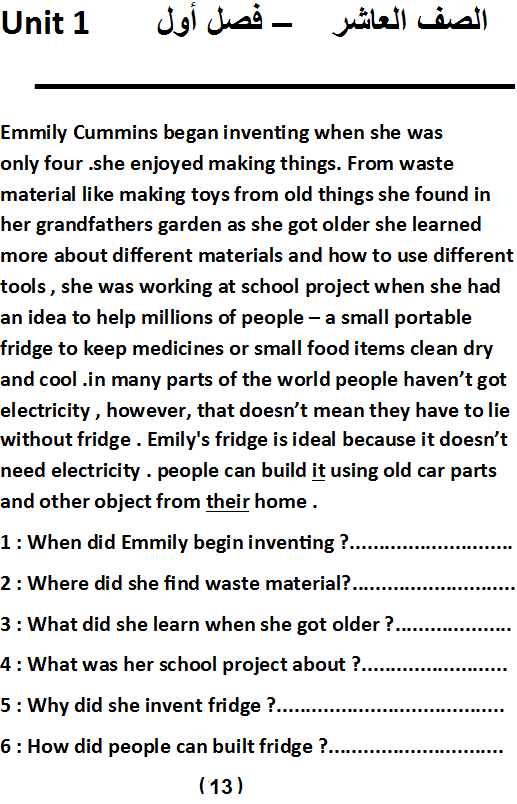 Unit 1 الصف العاشر – فصل أول
Emmily Cummins began inventing when she was
only four .she enjoyed making things. From waste
material like making toys from old things she found in
her grandfathers garden as she got older she learned
more about different materials and how to use different
tools , she was working at school project when she had
an idea to help millions of people – a small portable
fridge to keep medicines or small food items clean dry
and cool .in many parts of the world people haven’t got
electricity , however, that doesn’t mean they have to lie
without fridge . Emily's fridge is ideal because it doesn’t
need electricity . people can build it using old car parts
and other object from their home .
1 : When did Emmily begin inventing ?............................
2 : Where did she find waste material?............................
3 : What did she learn when she got older ?....................
4 : What was her school project about ?.........................
5 : Why did she invent fridge ?.......................................
6 : How did people can built fridge ?..............................
(13)